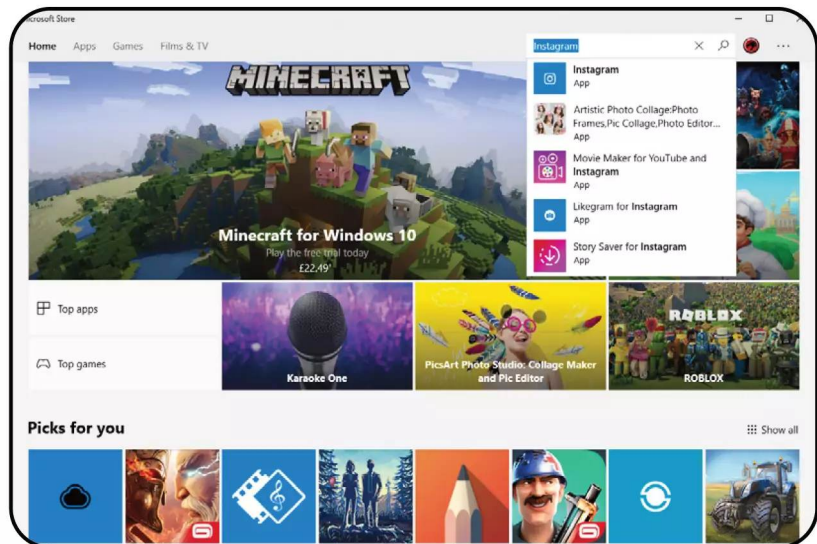 crosoft Store
Home Apps Games Films & TV
Instagram
Instagram
App
Artistic Photo Collage:Photo
Frames,Pic Collage,Photo Editor...
App
Movie Maker for YouTube and
Instagram
App
Likegram for Instagram
App
Story Saver for Instagram
App
MINECRAFT
Minecraft for Windows 10
Play the free trial today
£22.49+
Top apps
Top games
Karaoke One
PicsArt Photo Studio: Collage Maker
and Pic Editor
ROBLOX
ROBLOX
Picks for you
Show all